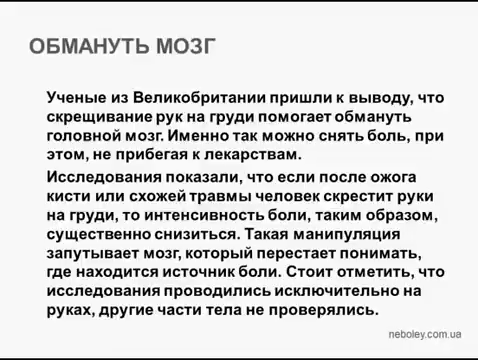 ОБМАНУТЬ МОЗГ
Ученые из Великобритании пришли к выводу, что
скрещивание рук на груди помогает обмануть
головной мозг. Именно так можно снять боль, при
этом, не прибегая к лекарствам.
Исследования показали, что если после ожога
кисти или схожей травмы человек скрестит руки
на груди, то интенсивность боли, таким образом,
существенно снизиться. Такая манипуляция
запутывает мозг, который перестает понимать,
где находится источник боли. Стоит отметить, что
исследования проводились исключительно на
руках, другие части тела не проверялись.
neboley.com.ua